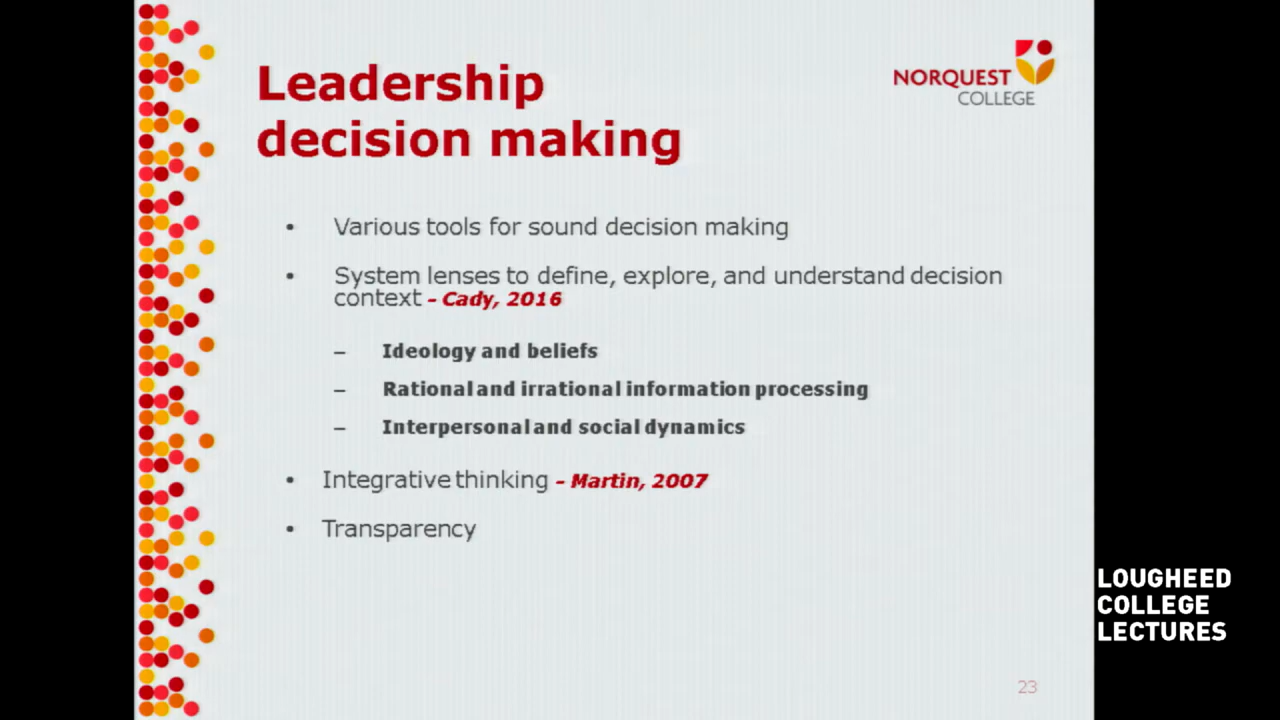 Leadership
decision making
NORQUEST
COLLEGE
• Various tools for sound decision making
• System lenses to define, explore, and understand decision
context - Cady, 2016
– Ideology and beliefs
– Rational and irrational information processing
– Interpersonal and social dynamics
• Integrative thinking - Martin, 2007
• Transparency
LOUGHEED
COLLEGE
LECTURES
23